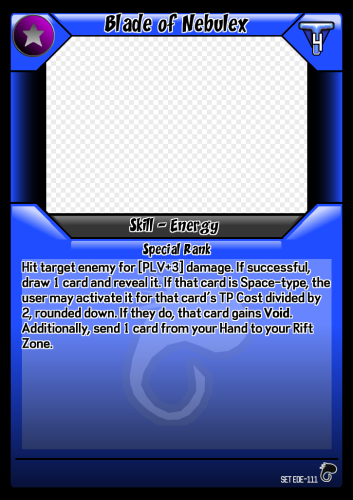 Blade of Nebulex
4
Skill - Energy
Special Rank
Hit target enemy for [PLV+3] damage. If successful,
draw 1 card and reveal it. If that card is Space-type, the
user may activate it for that card's TP Cost divided by
2, rounded down. If they do, that card gains Void.
Additionally, send 1 card from your Hand to your Rift
Zone.
SET EDE-111